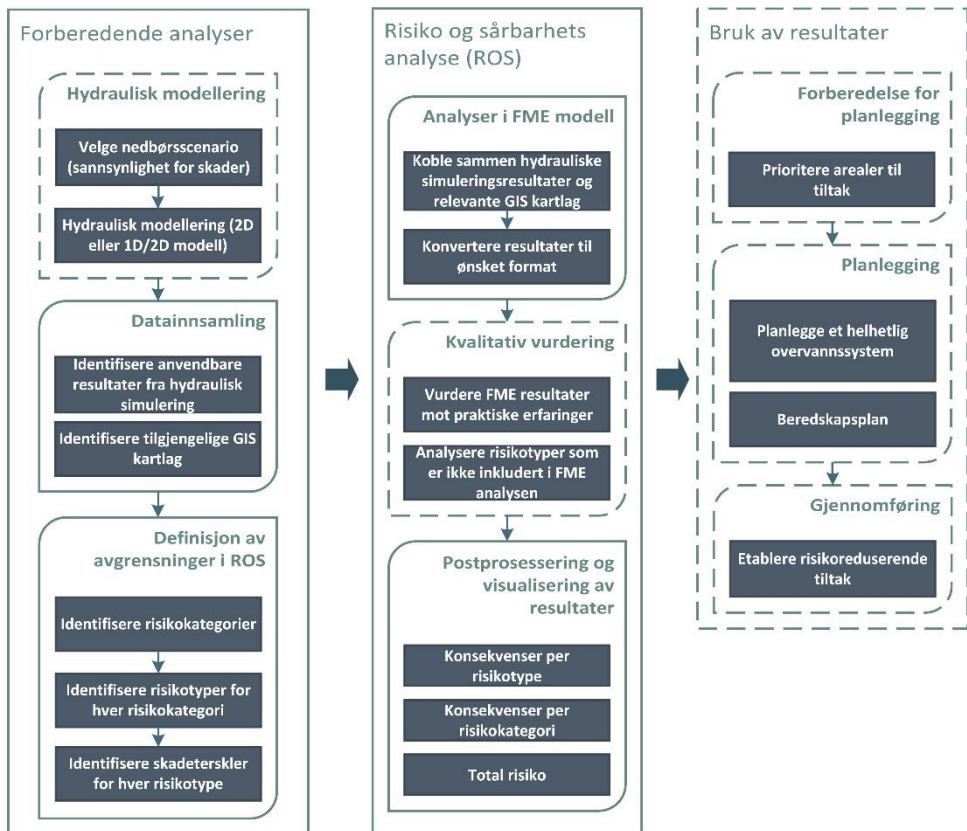 Forberedende analyser
Hydraulisk modellering
Velge nedbørsscenario
(sannsynlighet for skader)
Hydraulisk modellering (2D
eller 1D/2D modell)
Datainnsamling
Identifisere anvendbare
resultater fra hydraulisk
simulering
Identifisere tilgjengelige GIS
kartlag
Definisjon av
avgrensninger i ROS
Identifisere risikokategorier
Identifisere risikotyper for
hver risikokategori
Identifisere skadeterskler
for hver risikotype
Risiko og sårbarhets
analyse (ROS)
Analyser i FME modell
Koble sammen hydrauliske
simuleringsresultater og
relevante GIS kartlag
Konvertere resultater til
ønsket format
Kvalitativ vurdering
Vurdere FME resultater
mot praktiske erfaringer
Analysere risikotyper som
er ikke inkludert i FME
analysen
Postprosessering og
visualisering av
resultater
Konsekvenser per
risikotype
Konsekvenser per
risikokategori
Total risiko
Bruk av resultater
Forberedelse for
planlegging
Prioritere arealer til
tiltak
Planlegging
Planlegge et helhetlig
overvannssystem
Beredskapsplan
Gjennomføring
Etablere risikoreduserende
tiltak